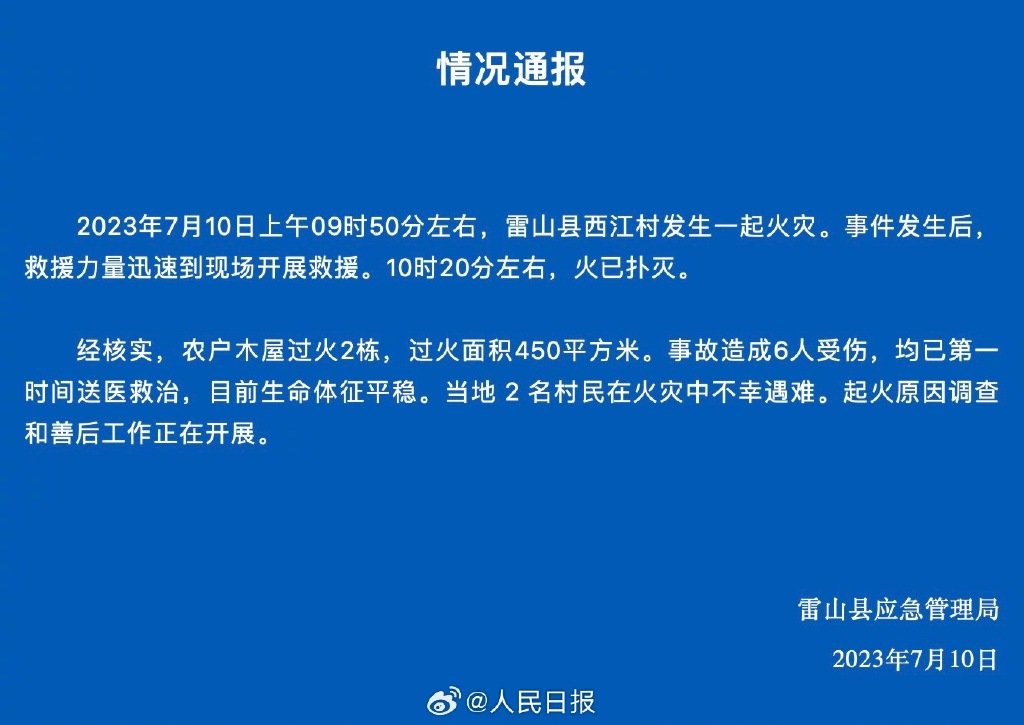 情况通报
2023年7月10日上午09时50分左右，雷山县西江村发生一起火灾。事件发生后，
救援力量迅速到现场开展救援。10时20分左右，火已扑灭。
经核实，农户木屋过火2栋，过火面积450平方米。事故造成6人受伤，均已第一
时间送医救治，目前生命体征平稳。当地 2 名村民在火灾中不幸遇难。起火原因调查
和善后工作正在开展。
雷山县应急管理局
2023年7月10日
@人民日报